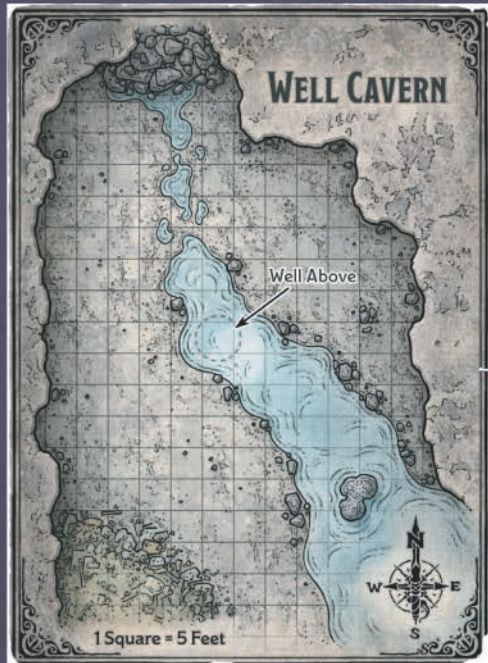 WELL CAVERN
Well Above
N
W E
S
1 Square = 5 Feet